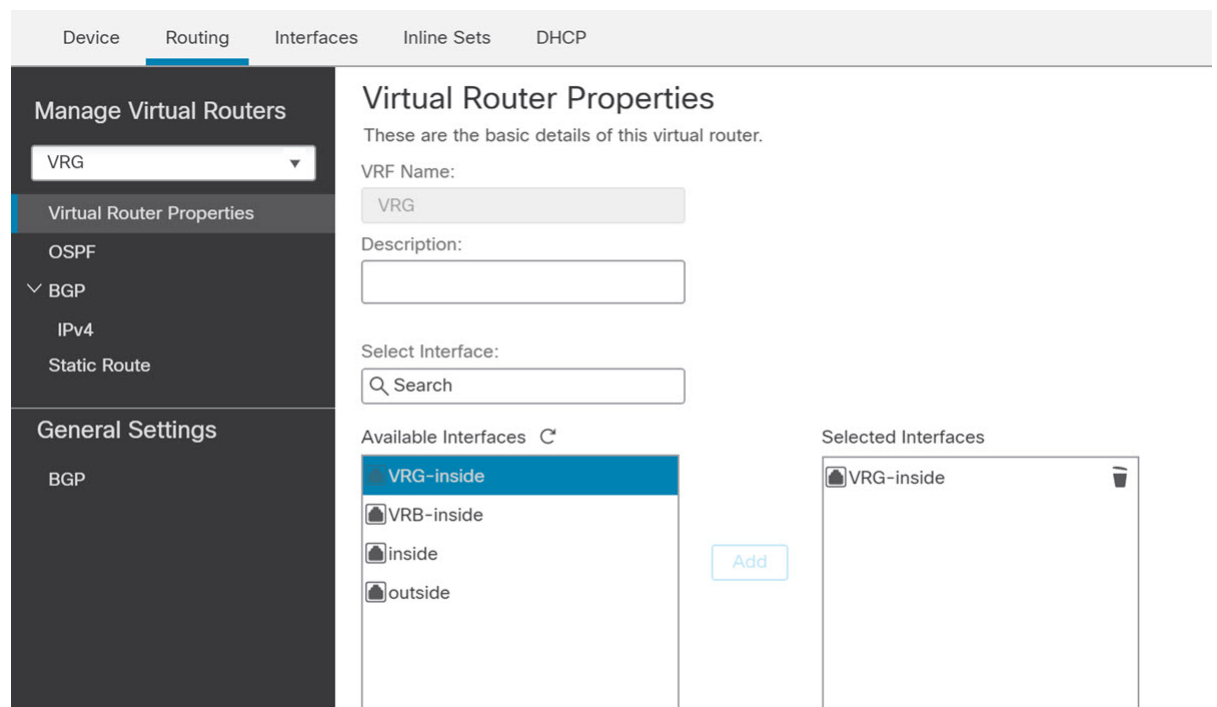 Device Routing Interfaces Inline Sets DHCP
Manage Virtual Routers
VRG
Virtual Router Properties
OSPF
BGP
IPv4
Static Route
General Settings
BGP
Virtual Router Properties
These are the basic details of this virtual router.
VRF Name:
VRG
Description:
Select Interface:
Search
Available Interfaces
VRG-inside
VRB-inside
inside
outside
Add
Selected Interfaces
VRG-inside